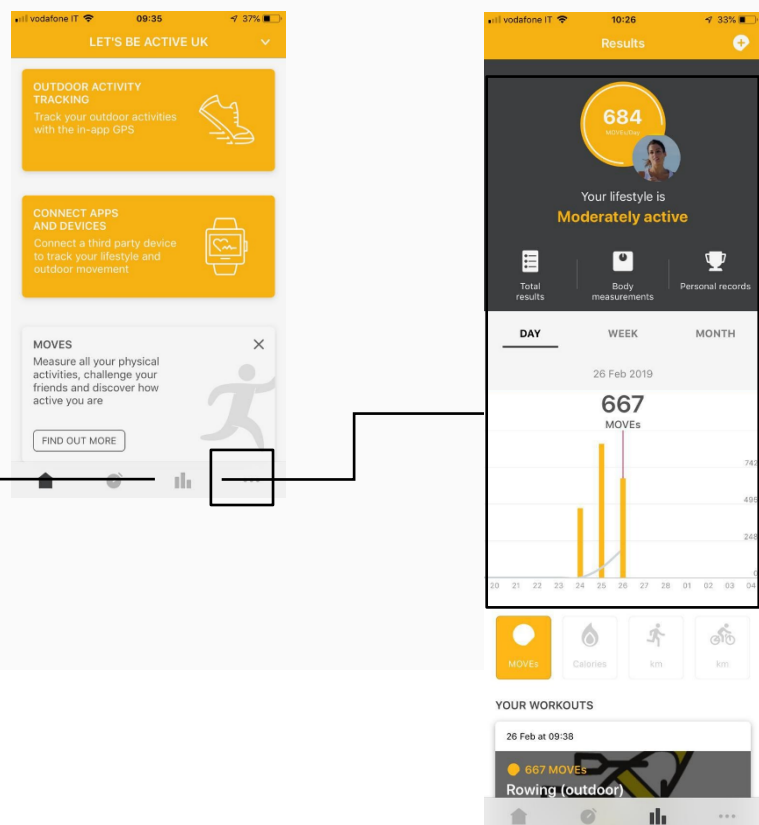 vodafone IT 09:35 37%
LET'S BE ACTIVE UK
OUTDOOR ACTIVITY
TRACKING
Track your outdoor activities
with the in-app GPS
CONNECT APPS
AND DEVICES
Connect a third party device
to track your lifestyle and
outdoor movement
MOVES
Measure all your physical
activities, challenge your
friends and discover how
active you are
FIND OUT MORE
vodafone IT 10:26 33%
Results
684
MOVEs/Day
Your lifestyle is
Moderately active
Total
results
Body
measurements
Personal records
DAY WEEK MONTH
26 Feb 2019
667
MOVEs
742
495
248
0
20 21 22 23 24 25 26 27 28 01 02 03 04
MOVEs Calories km km
YOUR WORKOUTS
26 Feb at 09:38
667 MOVEs
Rowing (outdoor)